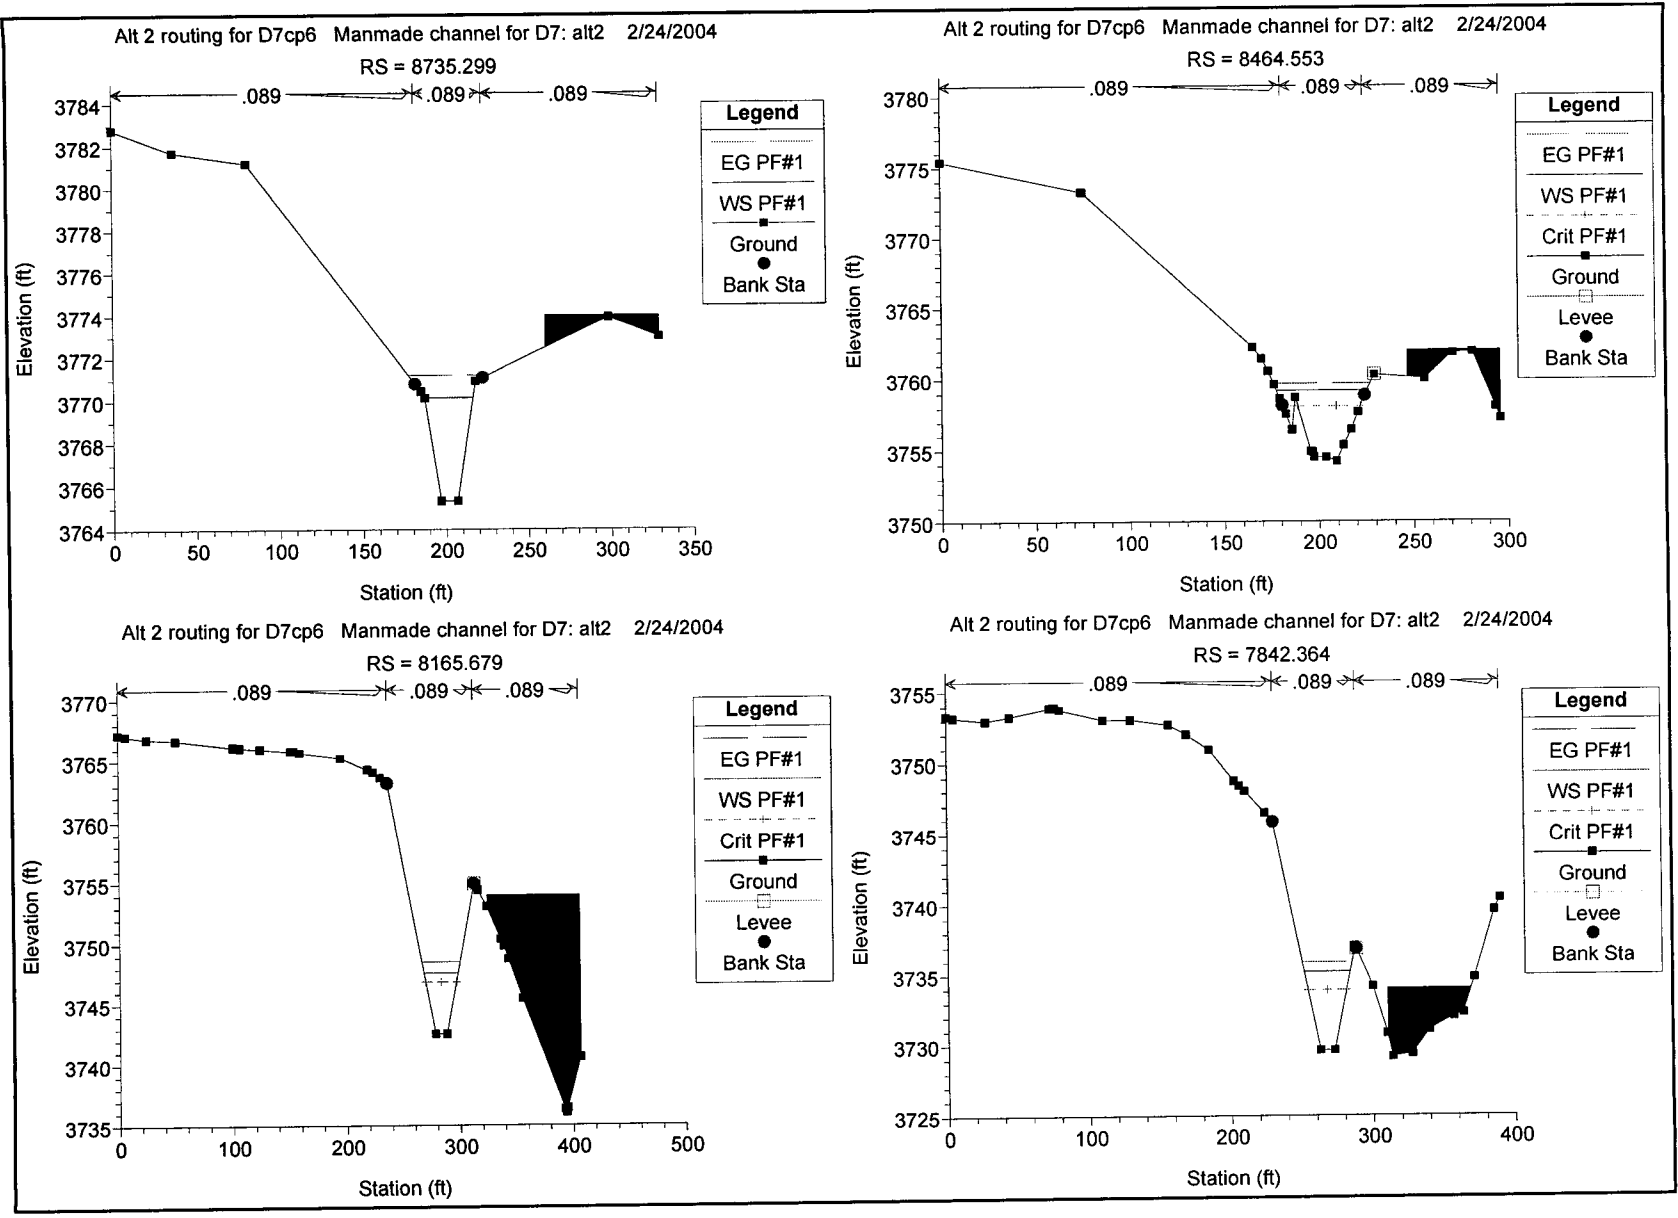 Alt 2 routing for D7cp6 Manmade channel for D7: alt2 2/24/2004
RS = 8735.299
.089 .089 .089
3784
3782
3780
3778
3776
3774
3772
3770
3768
3766
3764
Elevation (ft)
0 50 100 150 200 250 300 350
Station (ft)
Legend
EG PF#1
WS PF#1
Ground
Bank Sta
Alt 2 routing for D7cp6 Manmade channel for D7: alt2 2/24/2004
RS = 8464.553
.089 .089 .089
3780
3775
3770
3765
3760
3755
3750
Elevation (ft)
0 50 100 150 200 250 300
Station (ft)
Legend
EG PF#1
WS PF#1
Crit PF#1
Ground
Levee
Bank Sta
Alt 2 routing for D7cp6 Manmade channel for D7: alt2 2/24/2004
RS = 8165.679
.089 .089 .089
3770
3765
3760
3755
3750
3745
3740
3735
Elevation (ft)
0 100 200 300 400 500
Station (ft)
Legend
EG PF#1
WS PF#1
Crit PF#1
Ground
Levee
Bank Sta
Alt 2 routing for D7cp6 Manmade channel for D7: alt2 2/24/2004
RS = 7842.364
.089 .089 .089
3755
3750
3745
3740
3735
3730
3725
Elevation (ft)
0 100 200 300 400
Station (ft)
Legend
EG PF#1
WS PF#1
Crit PF#1
Ground
Levee
Bank Sta